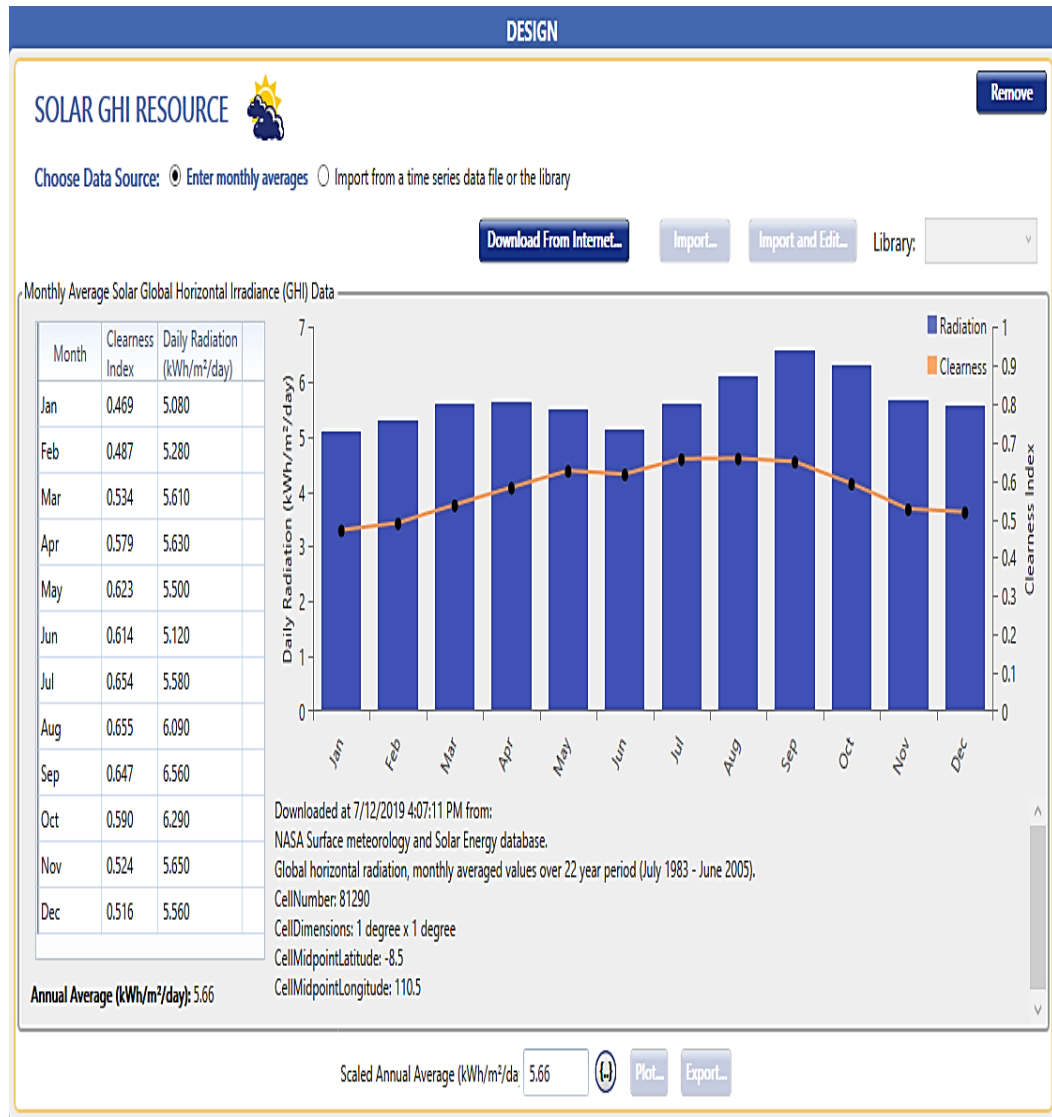 DESIGN
SOLAR GHI RESOURCE
Remove
Choose Data Source: Enter monthly averages Import from a time series data file or the library
Download From Internet... Import... Import and Edit... Library:
Monthly Average Solar Global Horizontal Irradiance (GHI) Data
Month Clearness Index Daily Radiation (kWh/m²/day)
Jan 0.469 5.080
Feb 0.487 5.280
Mar 0.534 5.610
Apr 0.579 5.630
May 0.623 5.500
Jun 0.614 5.120
Jul 0.654 5.580
Aug 0.655 6.090
Sep 0.647 6.560
Oct 0.590 6.290
Nov 0.524 5.650
Dec 0.516 5.560
Annual Average (kWh/m²/day): 5.66
Daily Radiation (kWh/m²/day)
7
6
5
4
3
2
1
0
Radiation
Clearness
1
0.9
0.8
0.7
0.6
0.5
0.4
0.3
0.2
0.1
0
Clearness Index
Jan Feb Mar Apr May Jun Jul Aug Sep Oct Nov Dec
Downloaded at 7/12/2019 4:07:11 PM from:
NASA Surface meteorology and Solar Energy database.
Global horizontal radiation, monthly averaged values over 22 year period (July 1983 - June 2005).
CellNumber: 81290
CellDimensions: 1 degree x 1 degree
CellMidpointLatitude: -8.5
CellMidpointLongitude: 110.5
Scaled Annual Average (kWh/m²/da 5.66 {..} Plot... Export...